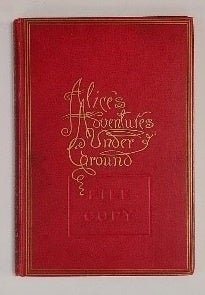 Alice's
Adventures
Under
Ground
FILE
COPY